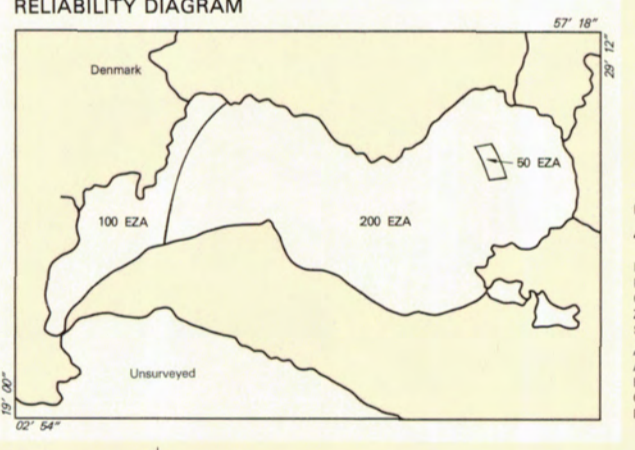 RELIABILITY DIAGRAM
57' 18"
29' 12"
Denmark
50 EZA
100 EZA
200 EZA
Unsurveyed
19' 00"
02' 54"